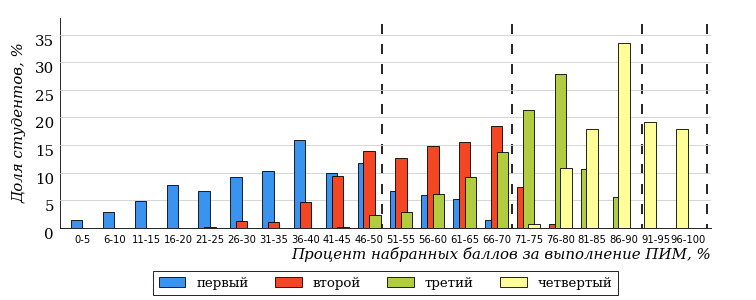 Доля студентов, %
35
30
25
20
15
10
5
0
0-5 6-10 11-15 16-20 21-25 26-30 31-35 36-40 41-45 46-50 51-55 56-60 61-65 66-70 71-75 76-80 81-85 86-90 91-95 96-100
Процент набранных баллов за выполнение ПИМ, %
первый второй третий четвертый